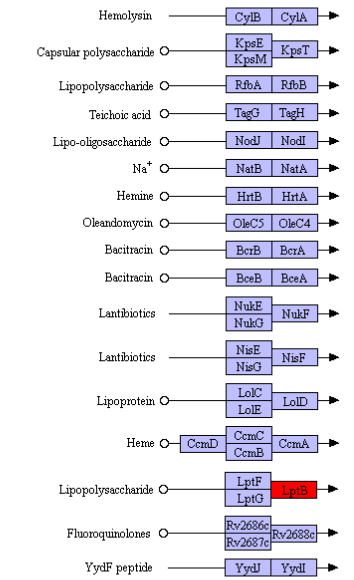 Hemolysin CylB CylA
Capsular polysaccharide KpsE KpsM KpsT
Lipopolysaccharide RfbA RfbB
Teichoic acid TagG TagH
Lipo-oligosaccharide NodJ NodI
Na+ NatB NatA
Hemine HrtB HrtA
Oleandomycin OleC5 OleC4
Bacitracin BcrB BcrA
Bacitracin BceB BceA
Lantibiotics NukE NukG NukF
Lantibiotics NisE NisG NisF
Lipoprotein LolC LolE LolD
Heme CcmD CcmC CcmB CcmA
Lipopolysaccharide LptF LptG LptB
Fluoroquinolones Rv2686c Rv2687c Rv2688c
YydF peptide YydJ YydI